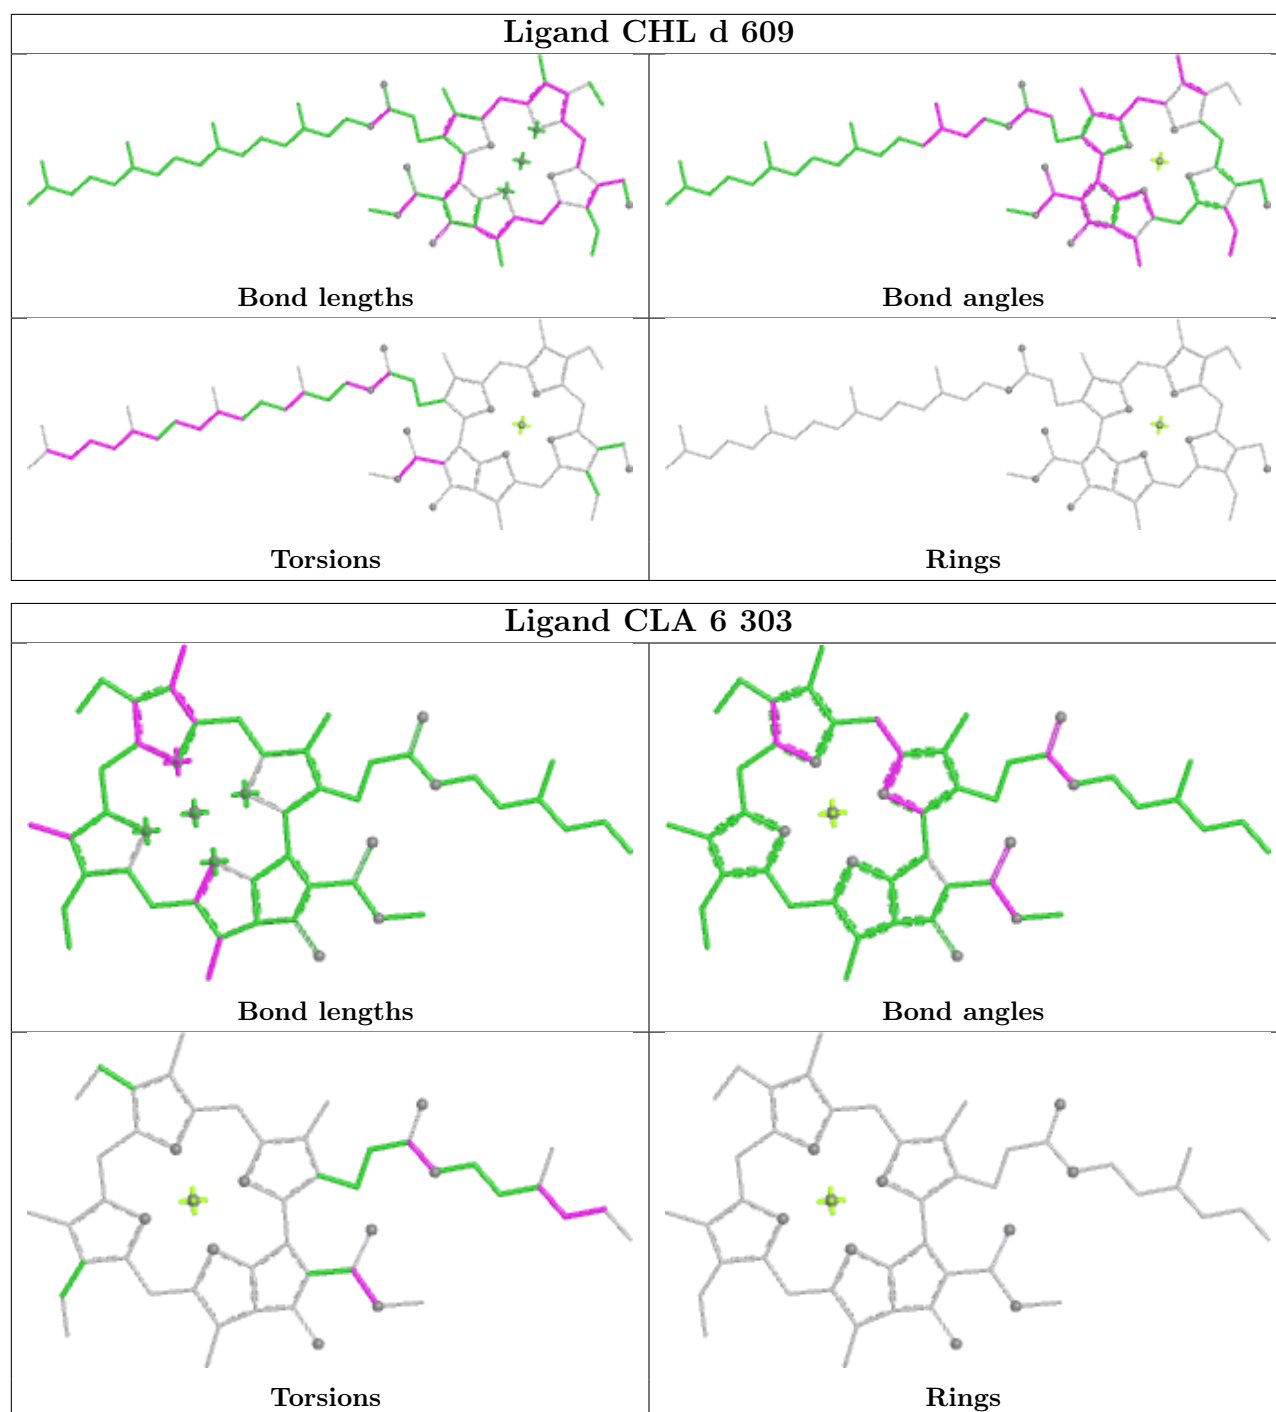 Ligand CHL d 609
Bond lengths
Bond angles
Torsions
Rings
Ligand CLA 6 303
Bond lengths
Bond angles
Torsions
Rings